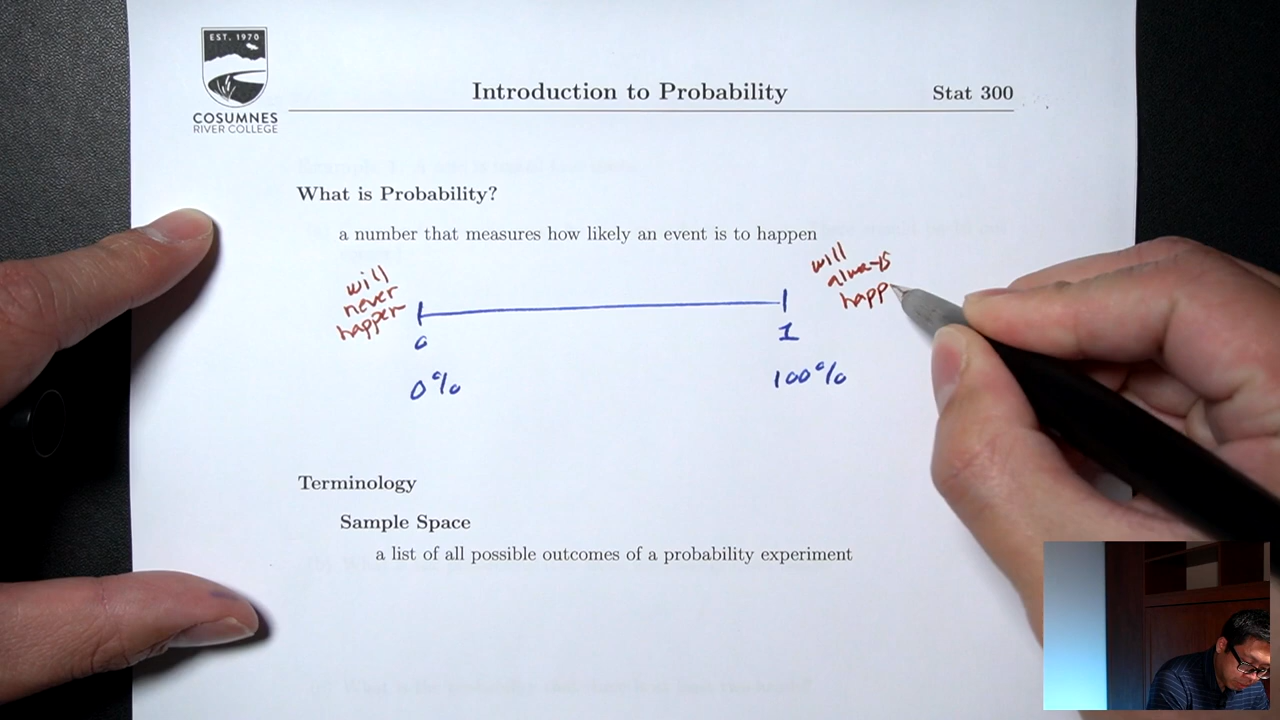 EST. 1970
COSUMNES
RIVER COLLEGE
Introduction to Probability
Stat 300
What is Probability?
a number that measures how likely an event is to happen
will
never
happen
will
always
happ
0
1
0%
100%
Terminology
Sample Space
a list of all possible outcomes of a probability experiment